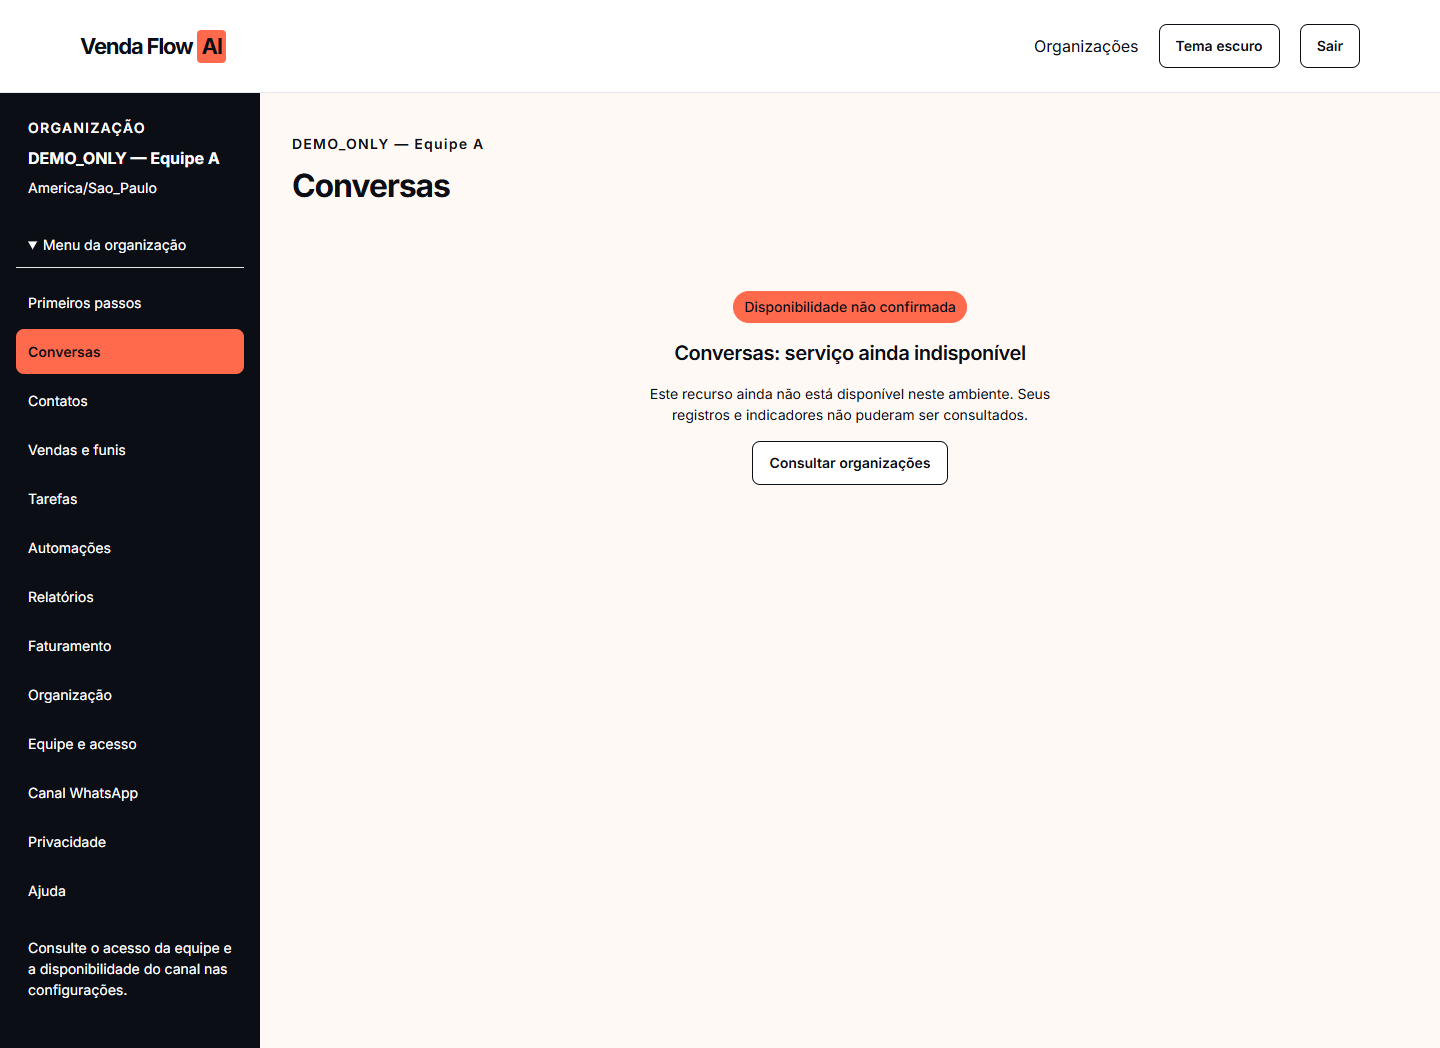 Venda Flow AI
Organizações
Tema escuro
Sair
ORGANIZAÇÃO
DEMO_ONLY — Equipe A
America/Sao_Paulo
▼ Menu da organização
Primeiros passos
Conversas
Contatos
Vendas e funis
Tarefas
Automações
Relatórios
Faturamento
Organização
Equipe e acesso
Canal WhatsApp
Privacidade
Ajuda
Consulte o acesso da equipe e
a disponibilidade do canal nas
configurações.
DEMO_ONLY — Equipe A
Conversas
Disponibilidade não confirmada
Conversas: serviço ainda indisponível
Este recurso ainda não está disponível neste ambiente. Seus
registros e indicadores não puderam ser consultados.
Consultar organizações